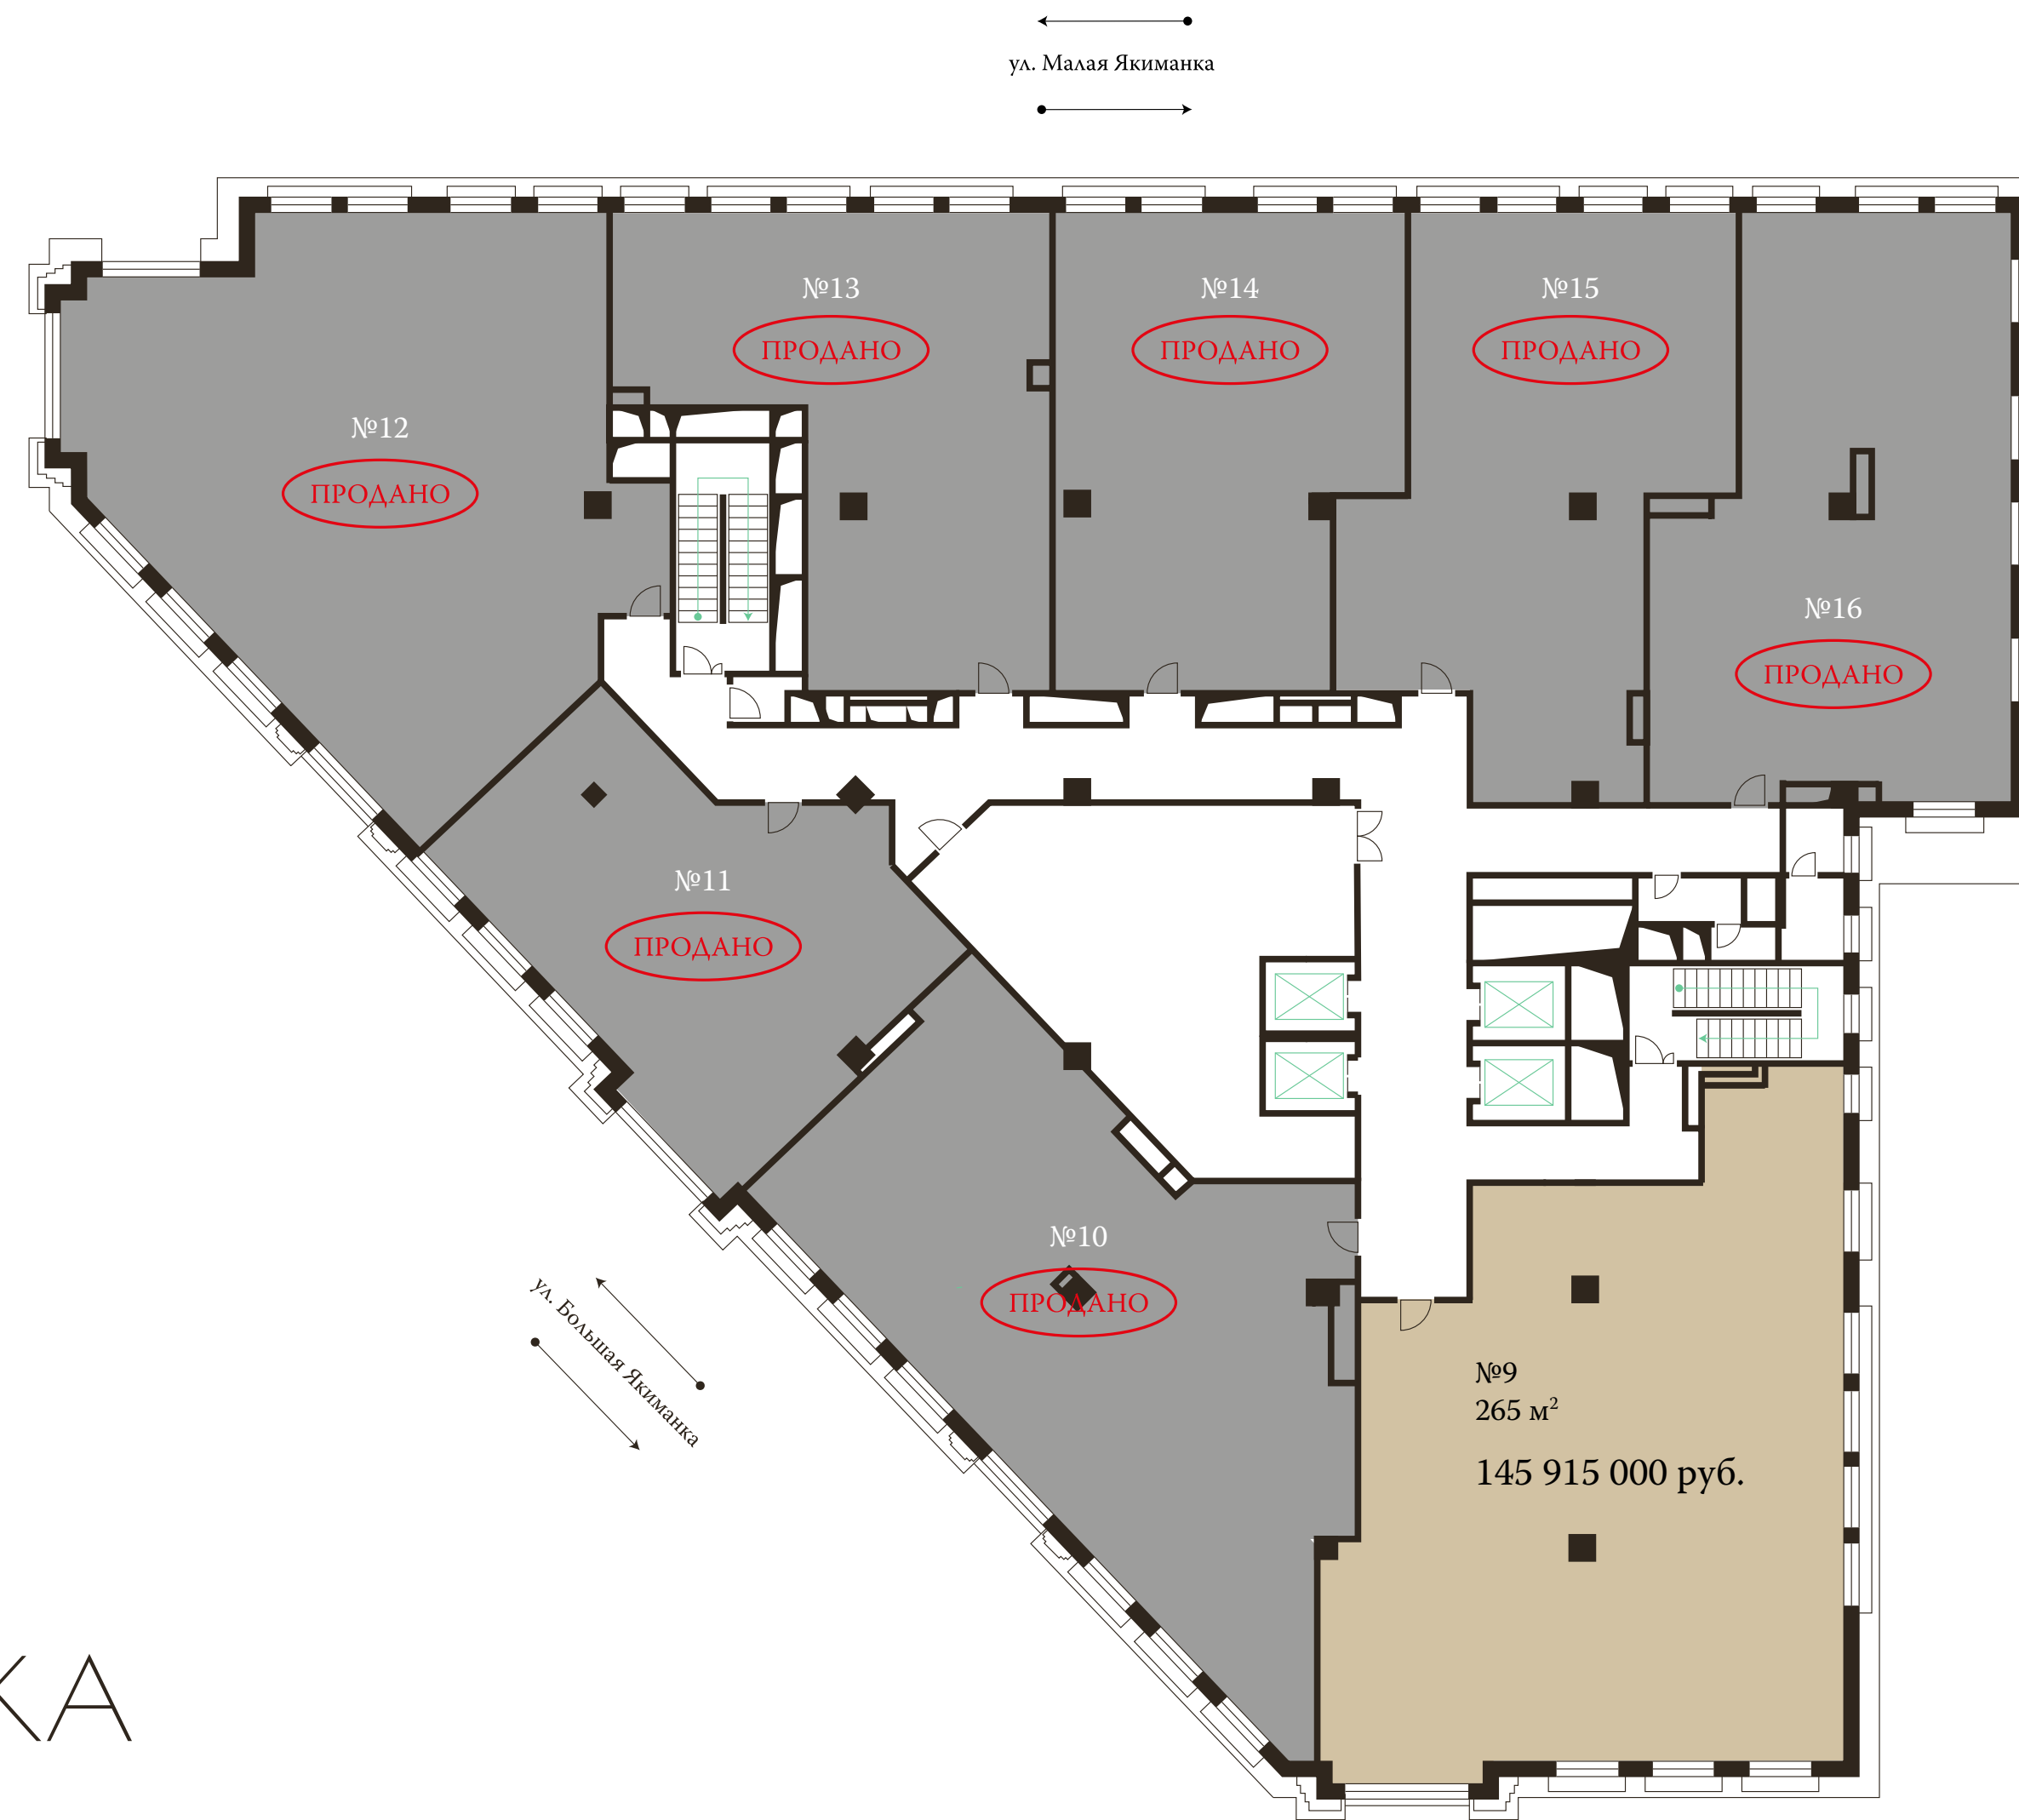 ул. Малая Якиманка
№13
ПРОДАНО
№14
ПРОДАНО
№15
ПРОДАНО
№12
ПРОДАНО
№16
ПРОДАНО
№11
ПРОДАНО
№10
ПРОДАНО
ул. Большая Якиманка
№9
265 м²
145 915 000 руб.
КА